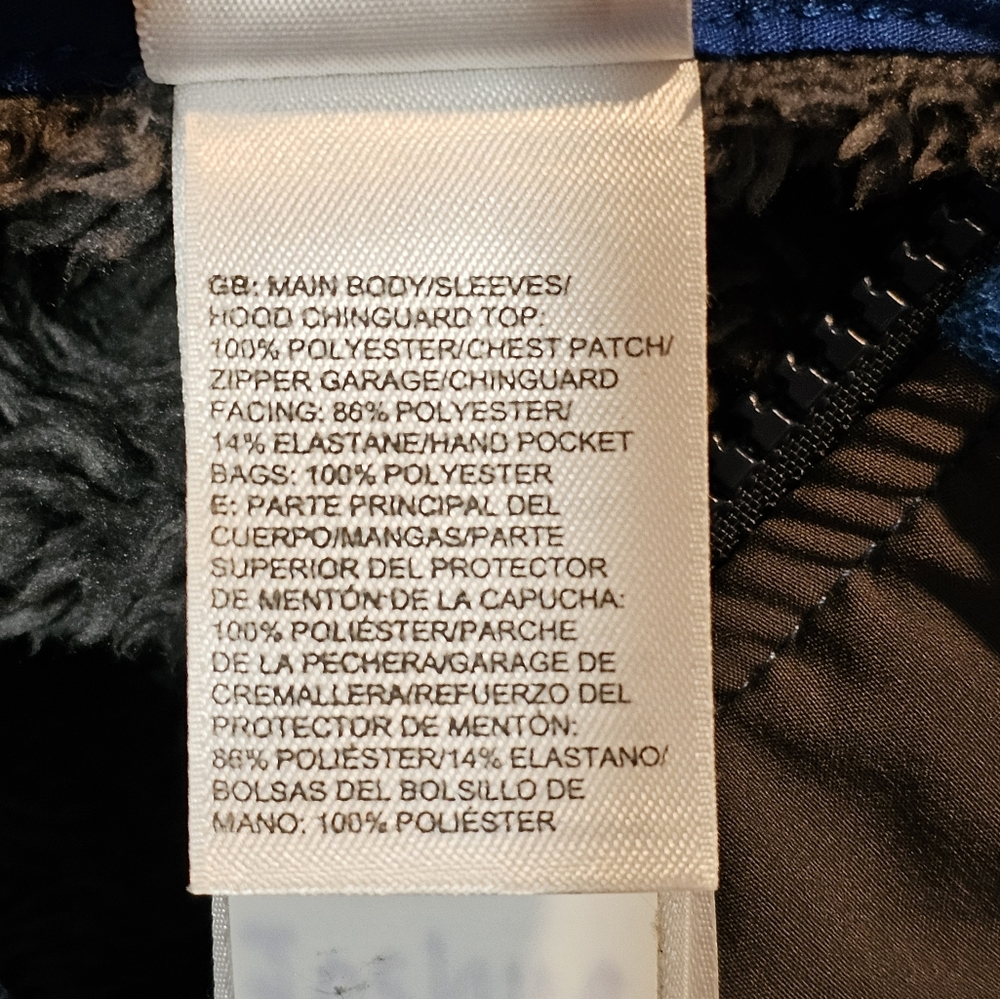 GB: MAIN BODY/SLEEVES/
HOOD CHINGUARD TOP:
100% POLYESTER/CHEST PATCH/
ZIPPER GARAGE/CHINGUARD
FACING: 86% POLYESTER/
14% ELASTANE/HAND POCKET
BAGS: 100% POLYESTER
E: PARTE PRINCIPAL DEL
CUERPO/MANGAS/PARTE
SUPERIOR DEL PROTECTOR
DE MENTÓN DE LA CAPUCHA:
100% POLIÉSTER/PARCHE
DE LA PECHERA/GARAGE DE
CREMALLERA/REFUERZO DEL
PROTECTOR DE MENTÓN:
86% POLIÉSTER/14% ELASTANO/
BOLSAS DEL BOLSILLO DE
MANO: 100% POLIÉSTER